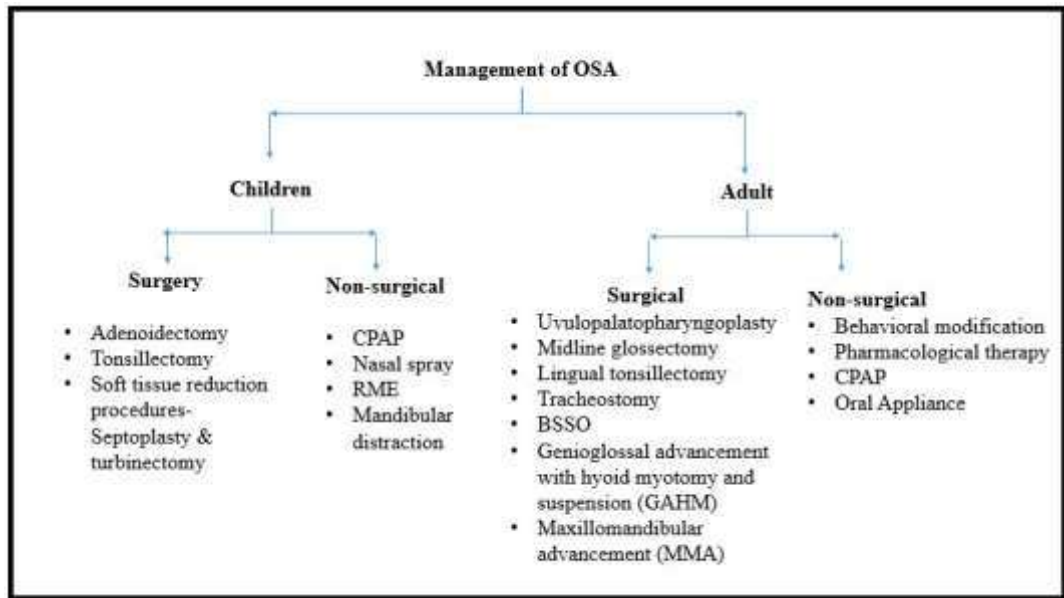 Management of OSA
Children
Surgery
• Adenoidectomy
• Tonsillectomy
• Soft tissue reduction
procedures-
Septoplasty &
turbinectomy
Non-surgical
• CPAP
• Nasal spray
• RME
• Mandibular
distraction
Adult
Surgical
• Uvulopalatopharyngoplasty
• Midline glossectomy
• Lingual tonsillectomy
• Tracheostomy
• BSSO
• Genioglossal advancement
with hyoid myotomy and
suspension (GAHM)
• Maxillomandibular
advancement (MMA)
Non-surgical
• Behavioral modification
• Pharmacological therapy
• CPAP
• Oral Appliance